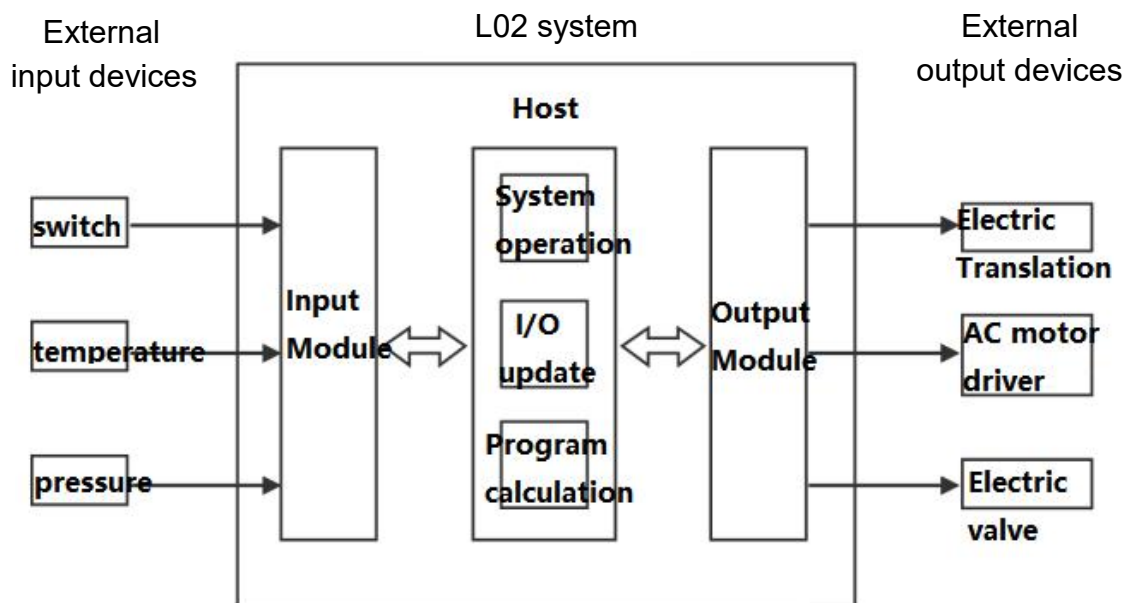 External
input devices
L02 system
External
output devices
Host
switch
temperature
pressure
Input
Module
System
operation
I/O
update
Program
calculation
Output
Module
Electric
Translation
AC motor
driver
Electric
valve